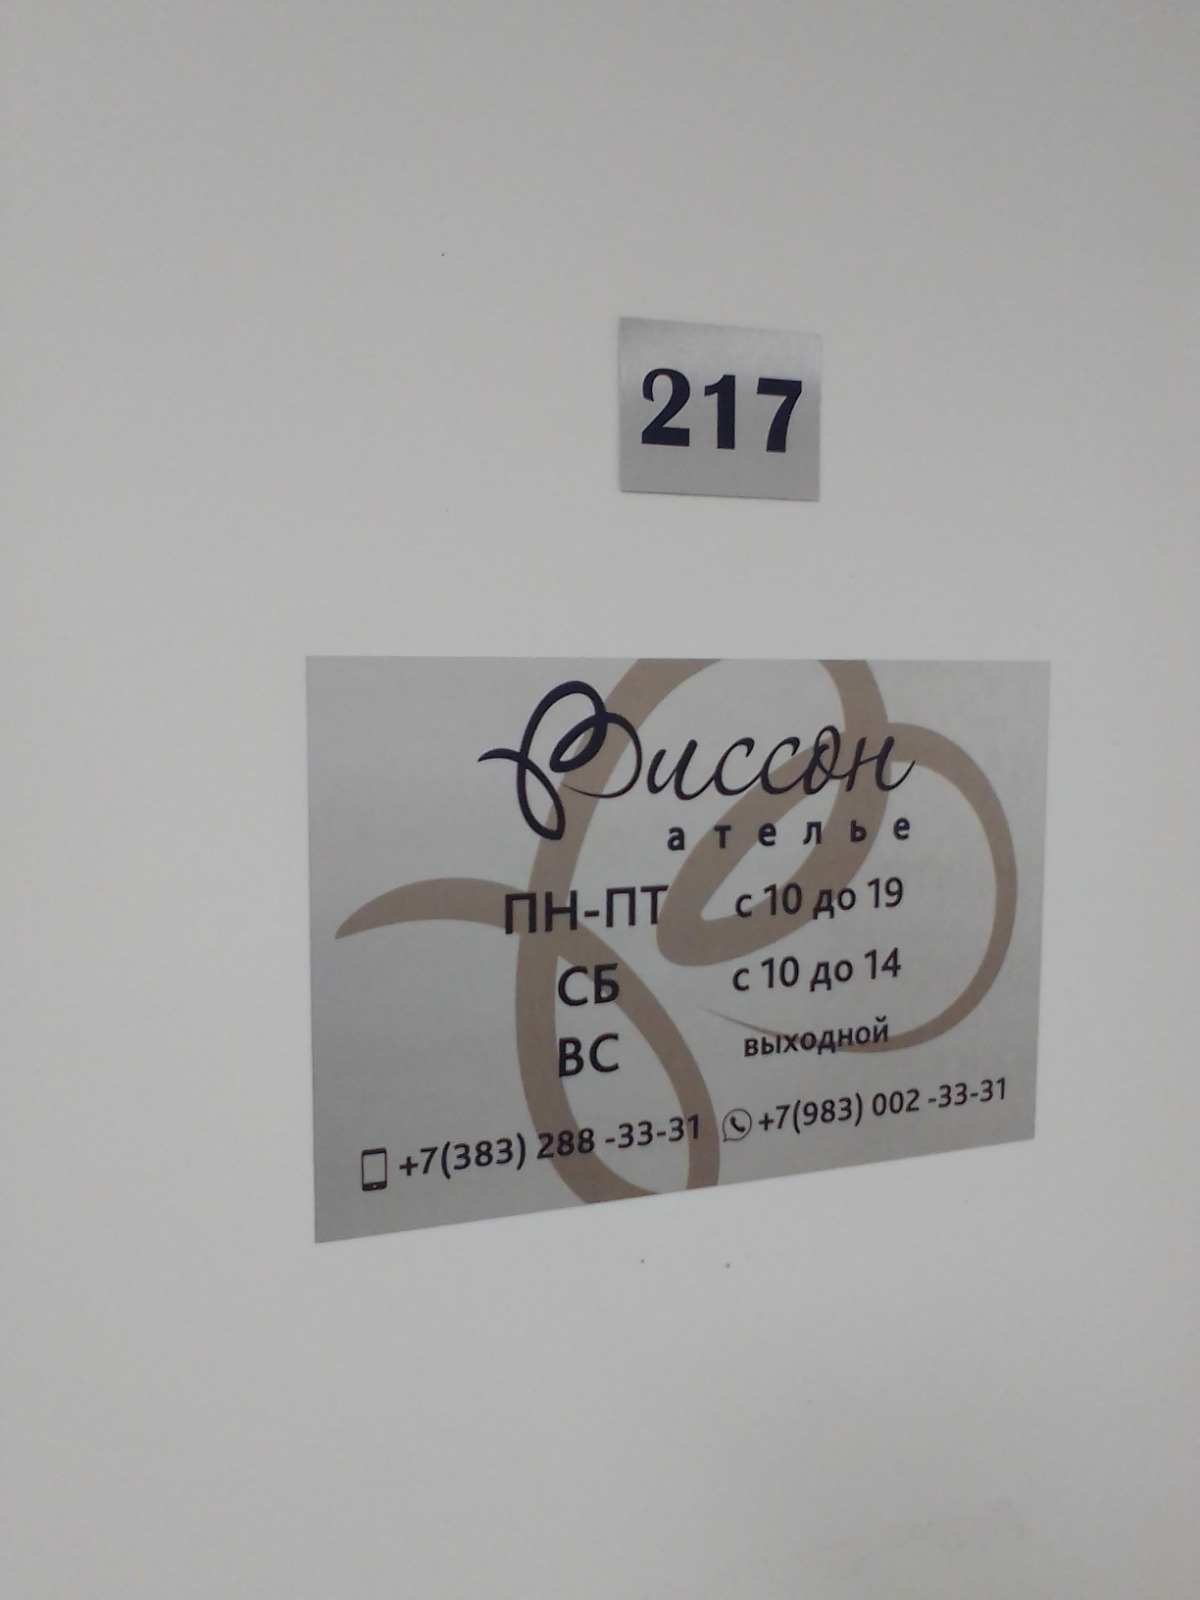 217
Виссон
ателье
ПН-ПТ с 10 до 19
СБ с 10 до 14
ВС выходной
+7(383) 288 -33-31 +7(983) 002 -33-31